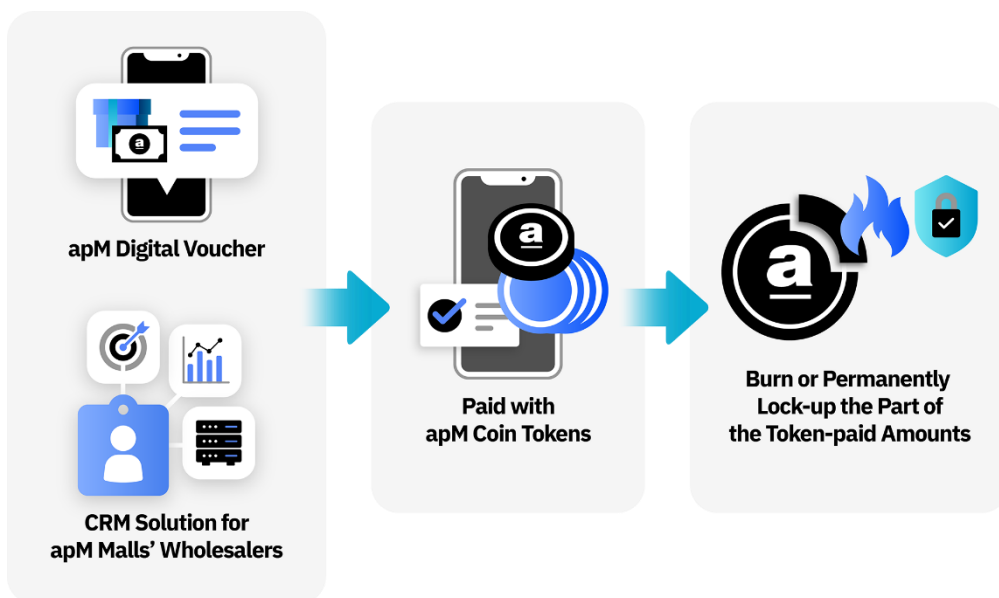 a
apM Digital Voucher
CRM Solution for
apM Malls’ Wholesalers
a
Paid with
apM Coin Tokens
a
Burn or Permanently
Lock-up the Part of
the Token-paid Amounts